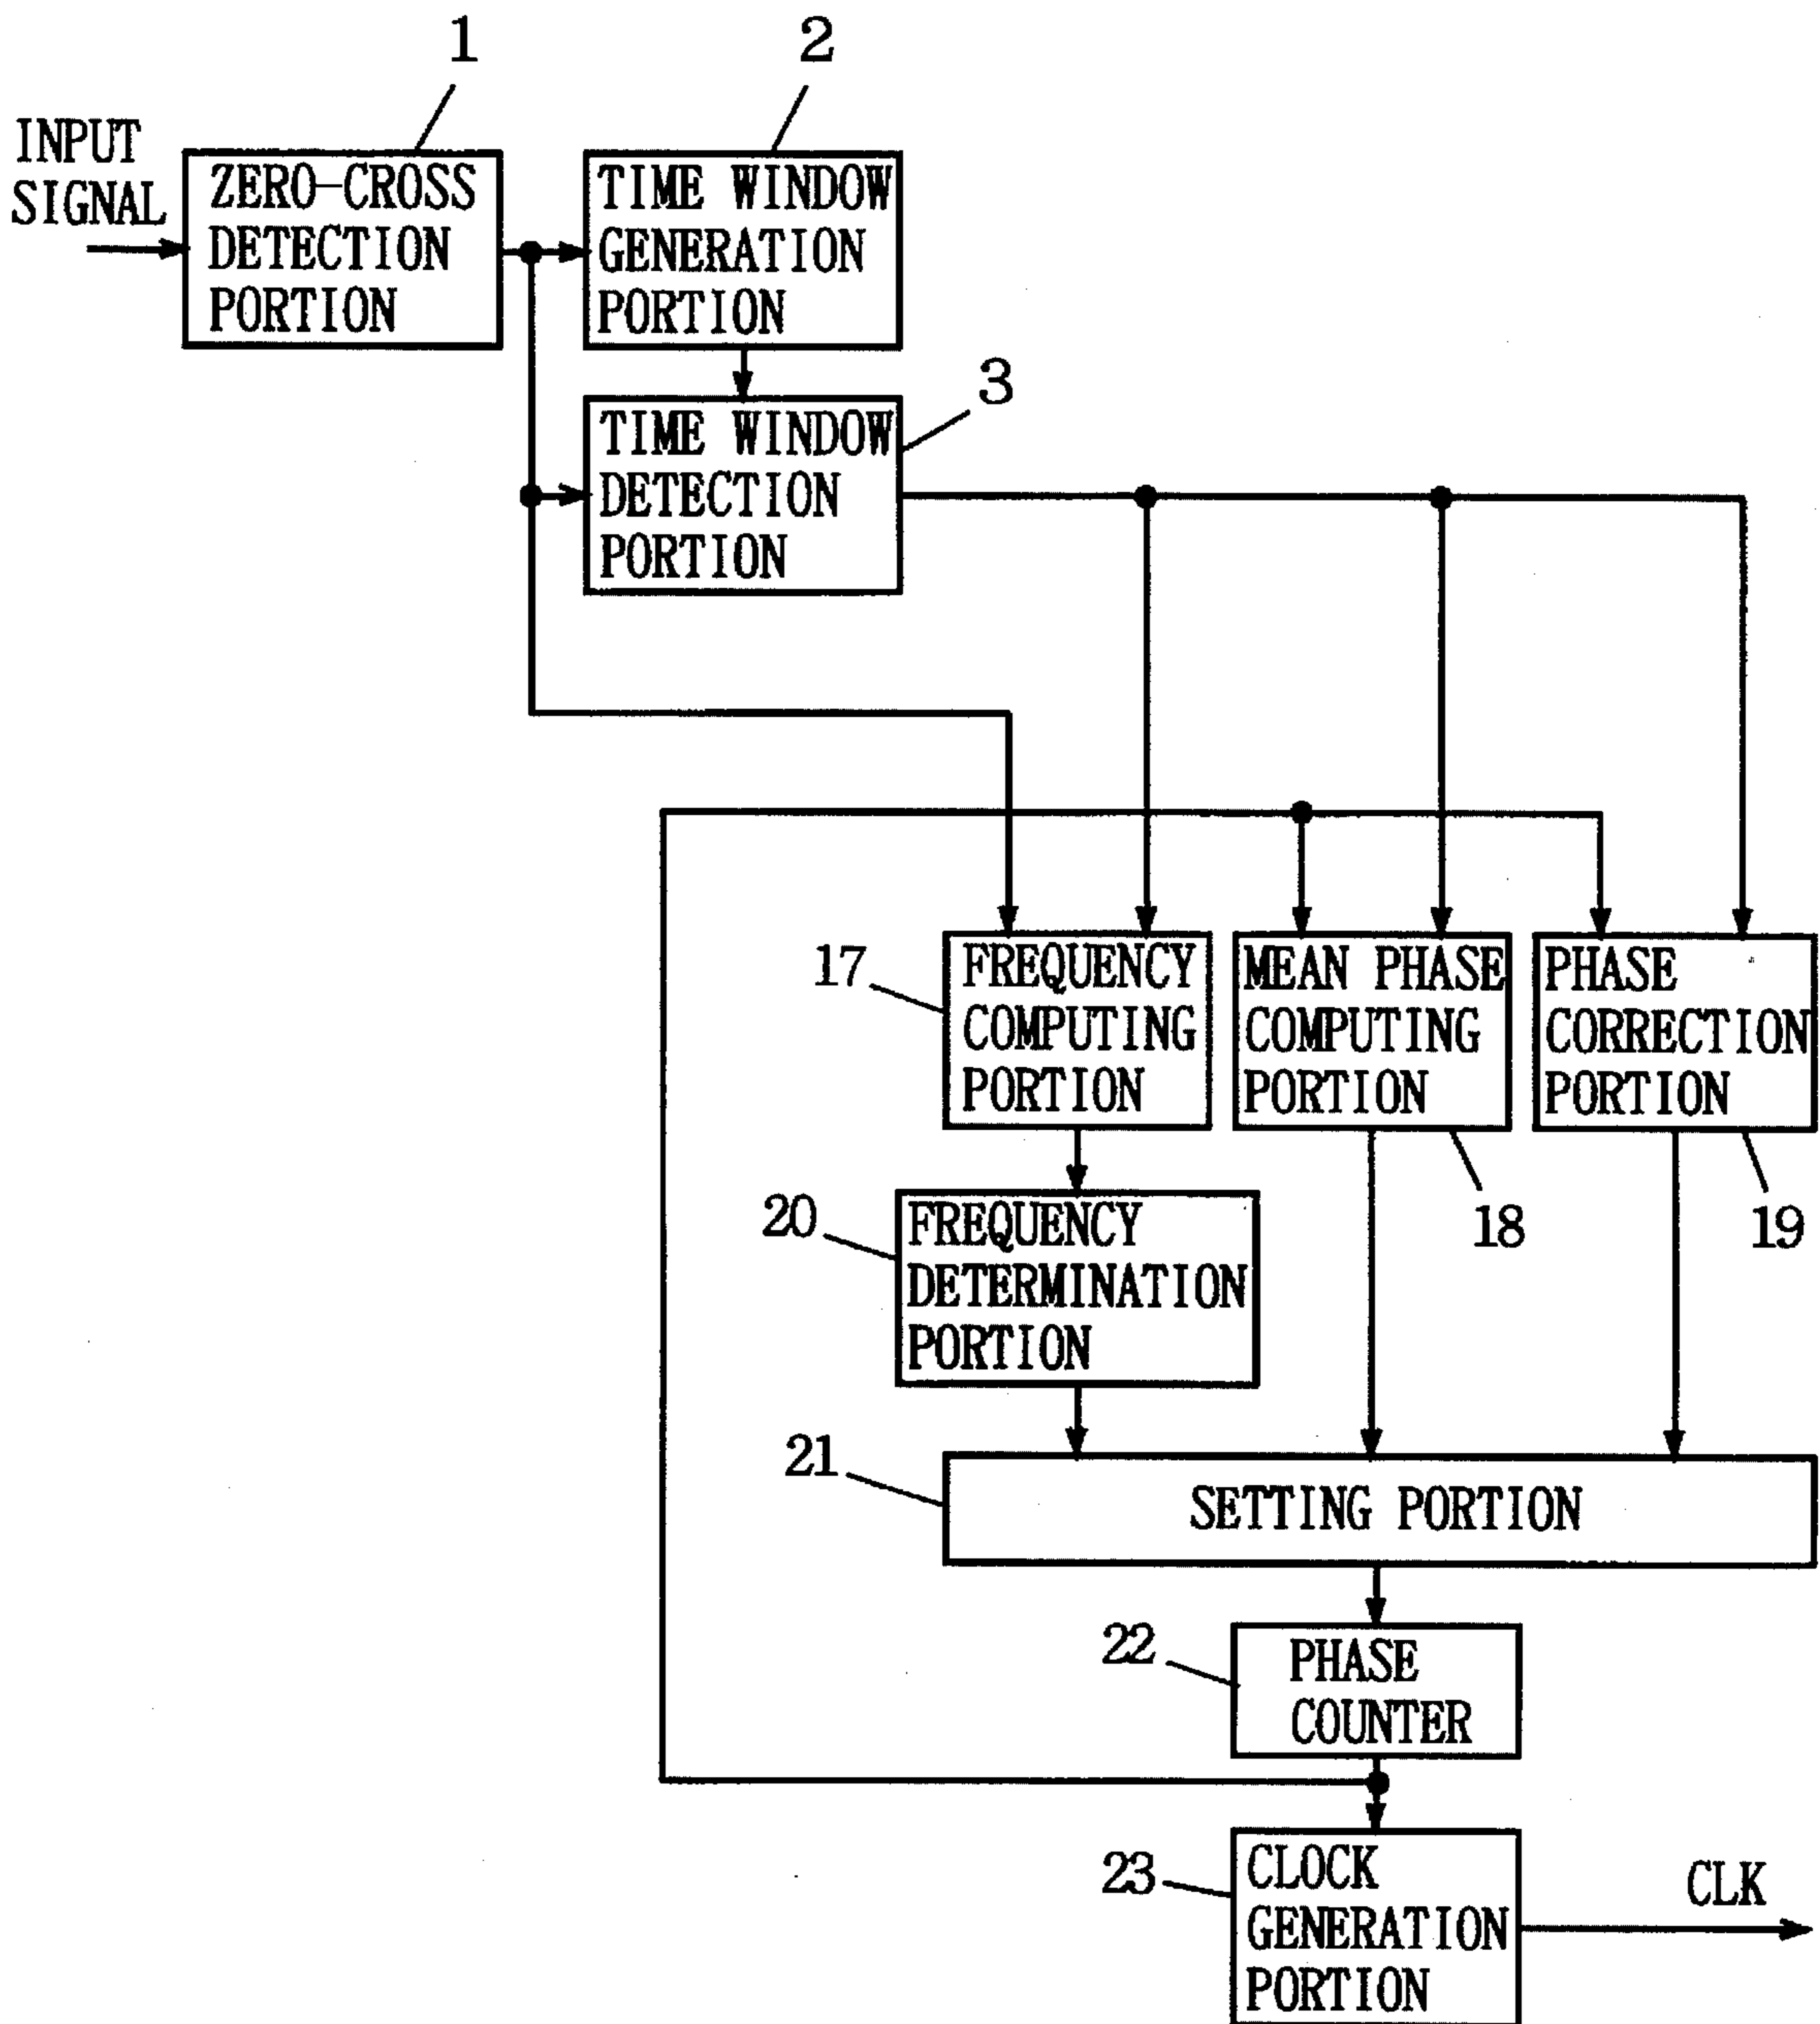 1
2
INPUT
SIGNAL
ZERO-CROSS
DETECTION
PORTION
TIME WINDOW
GENERATION
PORTION
3
TIME WINDOW
DETECTION
PORTION
17
FREQUENCY
COMPUTING
PORTION
MEAN PHASE
COMPUTING
PORTION
PHASE
CORRECTION
PORTION
18
19
20
FREQUENCY
DETERMINATION
PORTION
21
SETTING PORTION
22
PHASE
COUNTER
23
CLOCK
GENERATION
PORTION
CLK